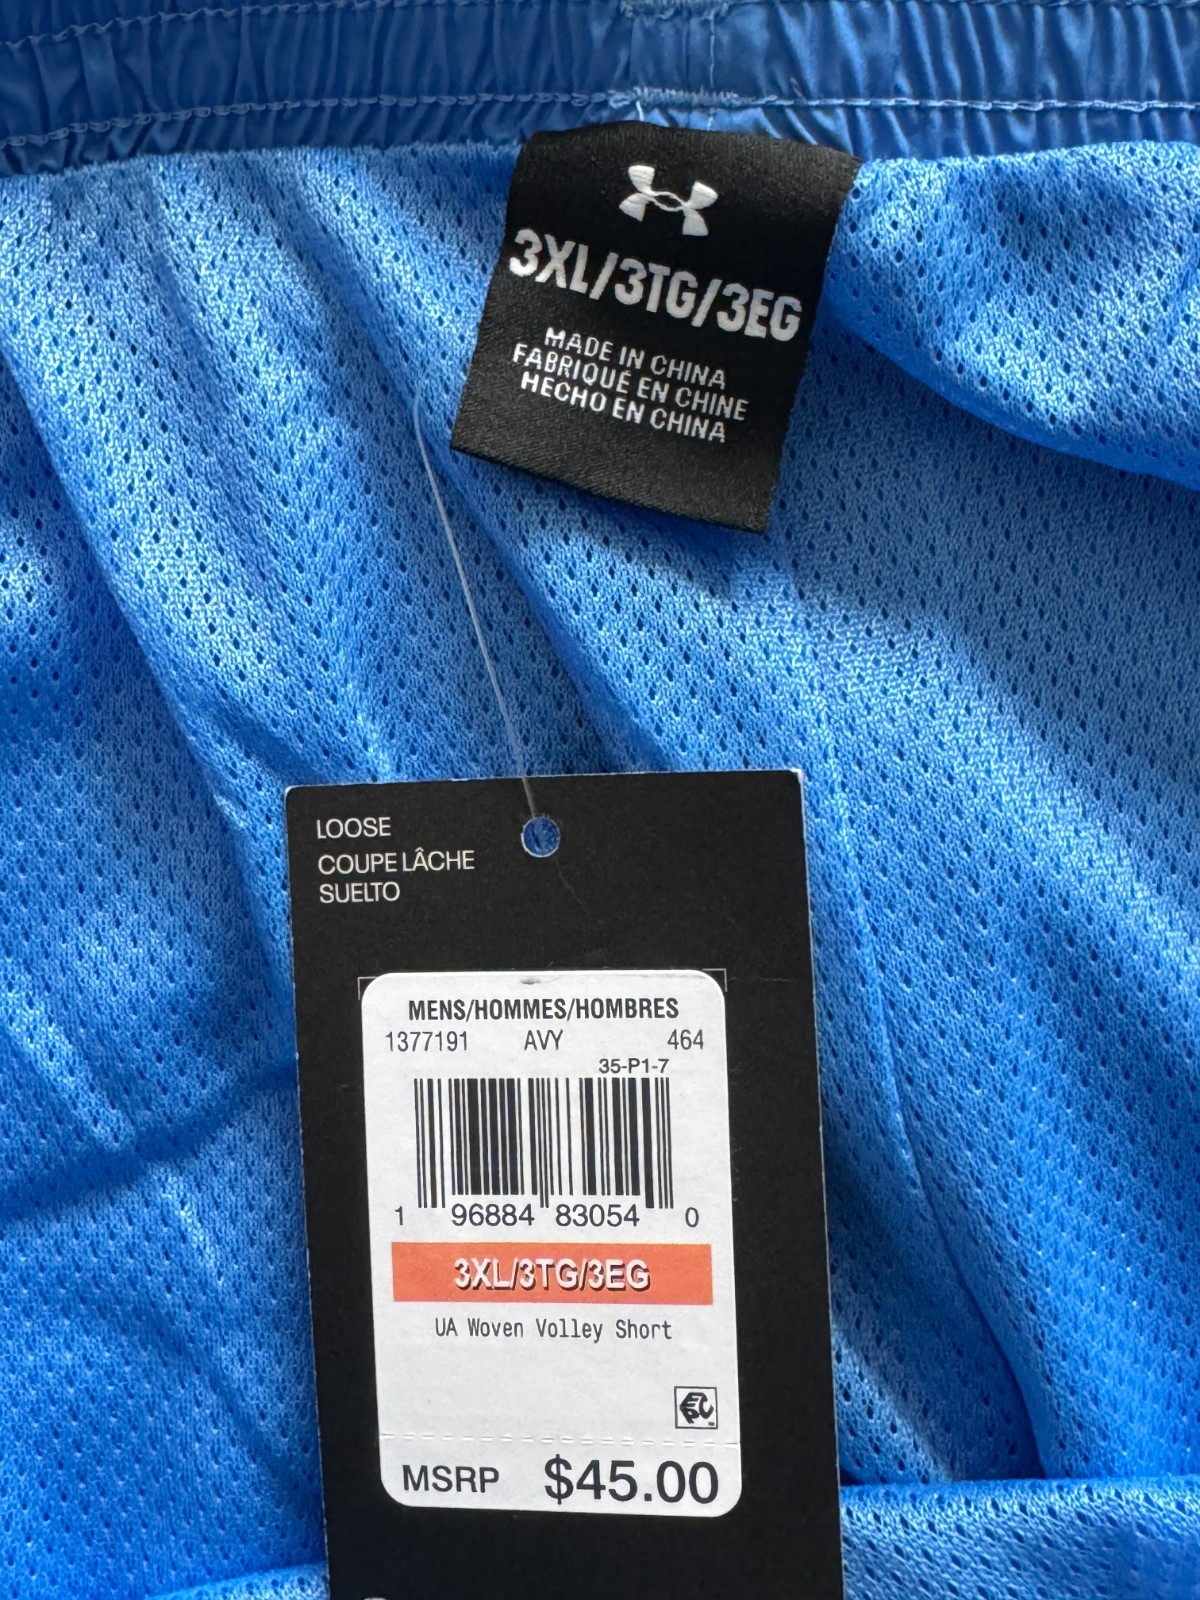 3XL/3TG/3EG
MADE IN CHINA
FABRIQUÉ EN CHINE
HECHO EN CHINA
LOOSE
COUPE LÂCHE
SUELTO
MENS/HOMMES/HOMBRES
1377191 AVY 464
35-P1-7
1 96884 83054 0
3XL/3TG/3EG
UA Woven Volley Short
MSRP $45.00